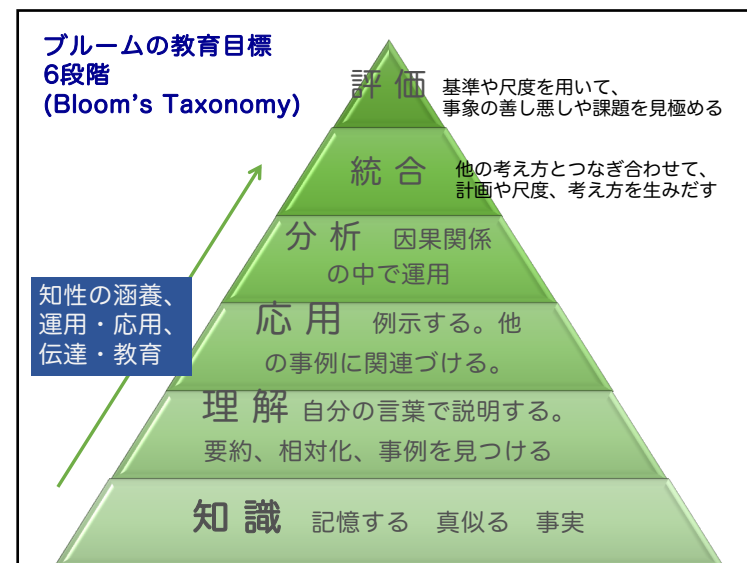 ブルームの教育目標
6段階
(Bloom's Taxonomy)
評 価 基準や尺度を用いて、
事象の善し悪しや課題を見極める
統 合 他の考え方とつなぎ合わせて、
計画や尺度、考え方を生みだす
分 析 因果関係
の中で運用
知性の涵養、
運用・応用、
伝達・教育
応 用 例示する。他
の事例に関連づける。
理 解 自分の言葉で説明する。
要約、相対化、事例を見つける
知 識 記憶する 真似る 事実